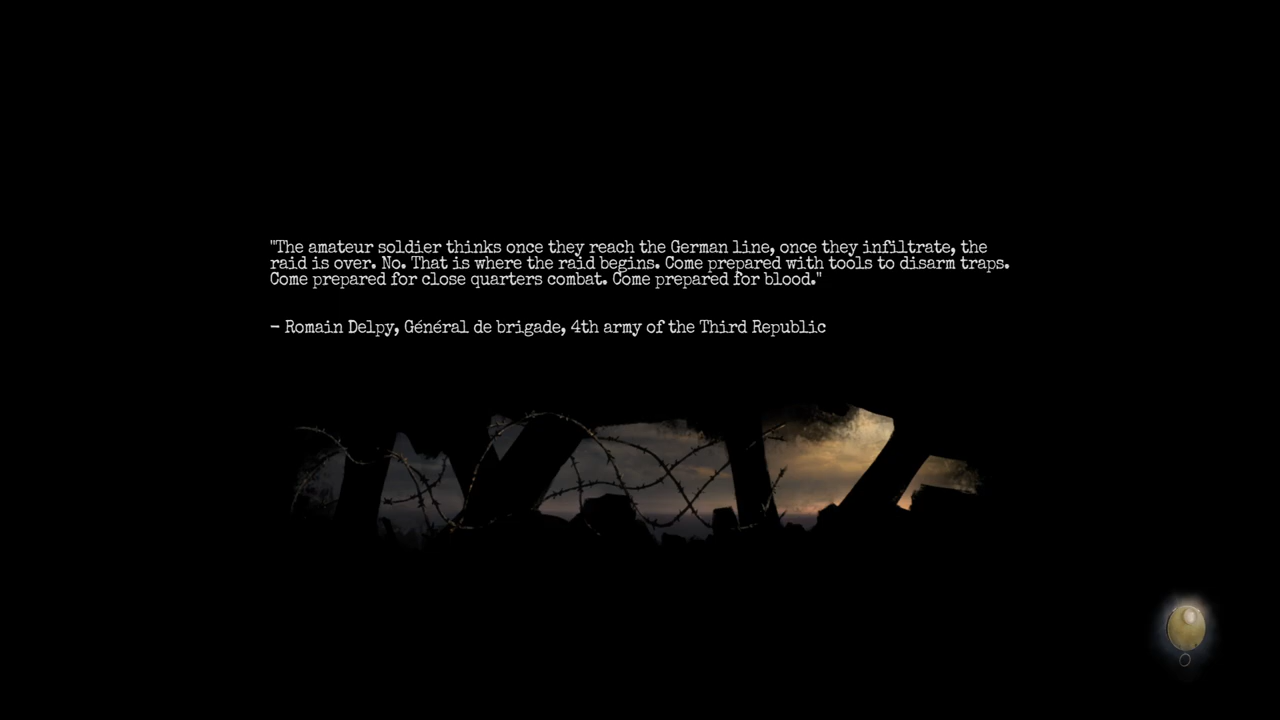 "The amateur soldier thinks once they reach the German line, once they infiltrate, the
raid is over. No. That is where the raid begins. Come prepared with tools to disarm traps.
Come prepared for close quarters combat. Come prepared for blood."
- Romain Delpy, Général de brigade, 4th army of the Third Republic